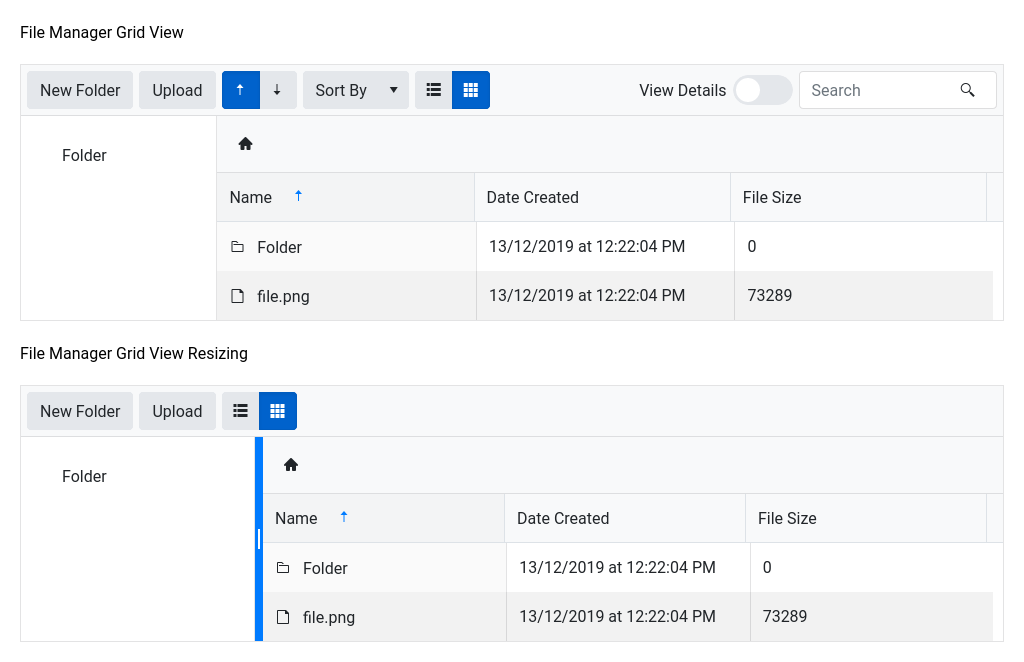 File Manager Grid View
New Folder Upload Sort By View Details Search
Folder
Name Date Created File Size
Folder 13/12/2019 at 12:22:04 PM 0
file.png 13/12/2019 at 12:22:04 PM 73289
File Manager Grid View Resizing
New Folder Upload
Folder
Name Date Created File Size
Folder 13/12/2019 at 12:22:04 PM 0
file.png 13/12/2019 at 12:22:04 PM 73289